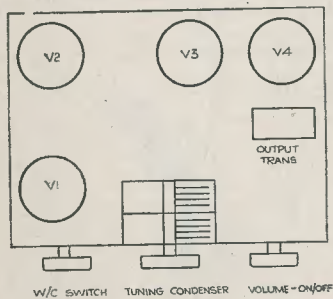 V2
V3
V4
OUTPUT
TRANS
V1
W/C SWITCH
TUNING CONDENSER
VOLUME-ON/OFF